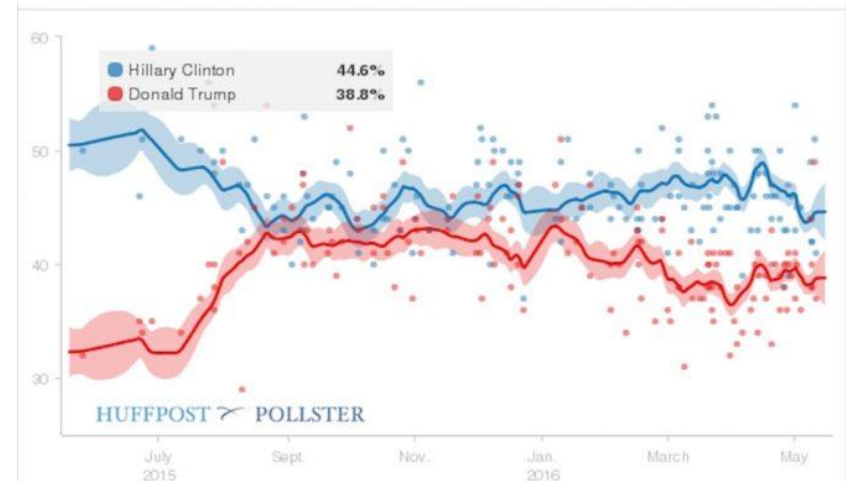 60
Hillary Clinton 44.6%
Donald Trump 38.8%
50
40
30
HUFFPOST POLLSTER
July Sept. Nov. Jan. March May
2015 2016